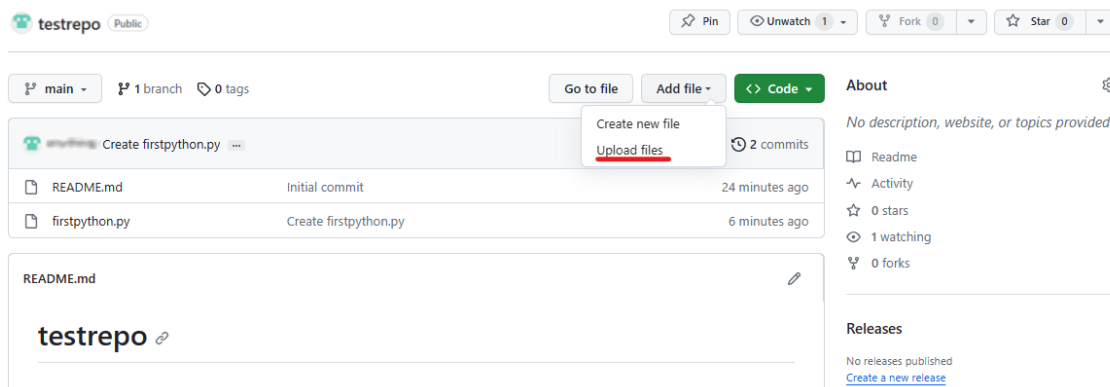 testrepo Public Pin Unwatch 1 Fork 0 Star 0
main 1 branch 0 tags Go to file Add file <> Code
Create new file
Upload files
Create firstpython.py ... 2 commits
README.md Initial commit 24 minutes ago
firstpython.py Create firstpython.py 6 minutes ago
README.md
testrepo
About
No description, website, or topics provided
Readme
Activity
0 stars
1 watching
0 forks
Releases
No releases published
Create a new release